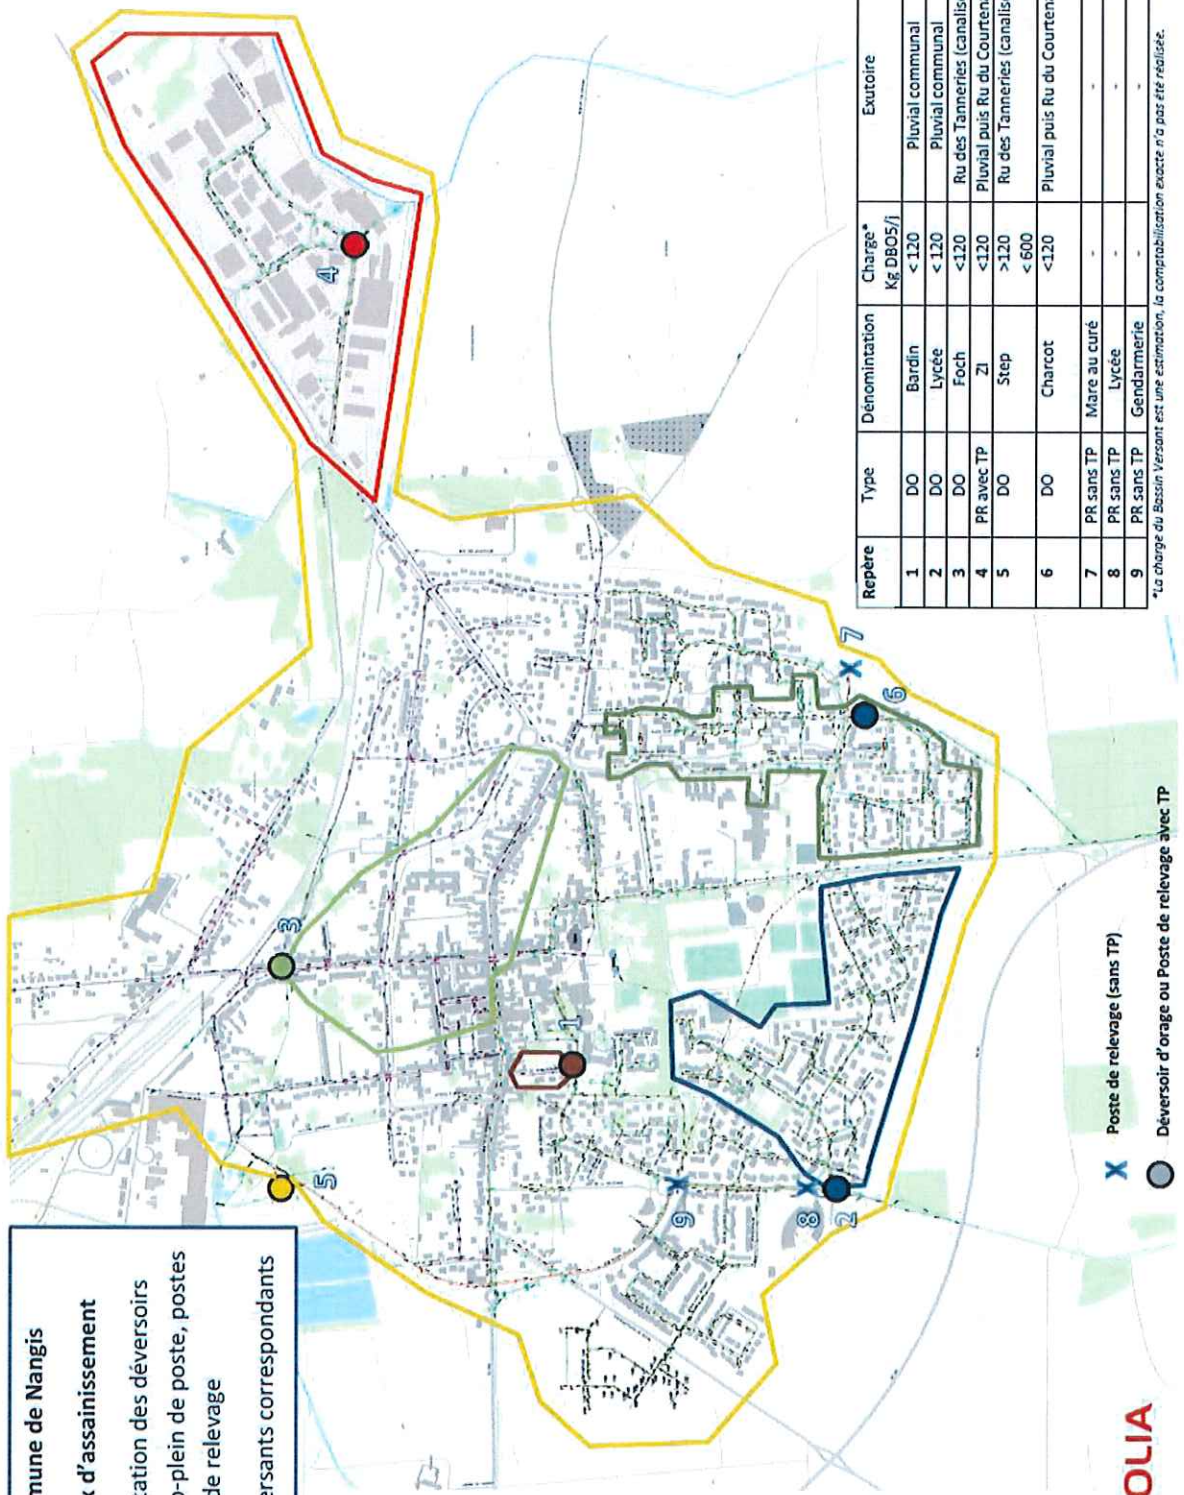 mune de Nangis
x d'assainissement
ation des déversoirs
p-plein de poste, postes
de relevage
ersants correspondants
4
3
5
1
7
6
9
8
2
X Poste de relevage (sans TP)
Déversoir d'orage ou Poste de relevage avec TP
OLIA
Repère Type Dénomintation Charge* Kg DBO5/j Exutoire
1 DO Bardin < 120 Pluvial communal
2 DO Lycée < 120 Pluvial communal
3 DO Foch <120 Ru des Tanneries (canalisé
4 PR avec TP ZI <120 Pluvial puis Ru du Courtena
5 DO Step >120 < 600 Ru des Tanneries (canalisé
6 DO Charcot <120 Pluvial puis Ru du Courtena
7 PR sans TP Mare au curé - -
8 PR sans TP Lycée - -
9 PR sans TP Gendarmerie - -
*La charge du Bassin Versant est une estimation, la comptabilisation exacte n'a pas été réalisée.